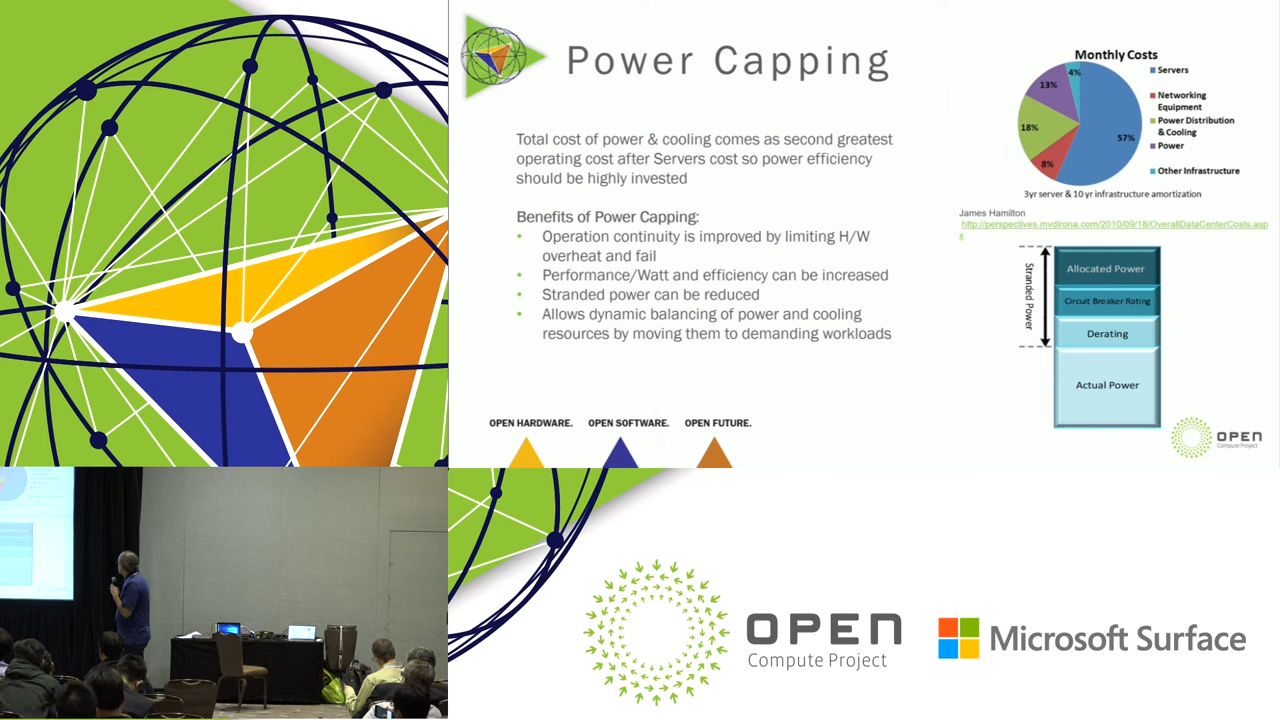 Power Capping
Total cost of power & cooling comes as second greatest
operating cost after Servers cost so power efficiency
should be highly invested
Benefits of Power Capping:
• Operation continuity is improved by limiting H/W
overheat and fail
• Performance/Watt and efficiency can be increased
• Stranded power can be reduced
• Allows dynamic balancing of power and cooling
resources by moving them to demanding workloads
OPEN HARDWARE. OPEN SOFTWARE. OPEN FUTURE.
Monthly Costs
4%
13%
18%
8%
57%
Servers
Networking
Equipment
Power Distribution
& Cooling
Power
Other Infrastructure
3yr server & 10 yr infrastructure amortization
James Hamilton
http://perspectives.mvdirona.com/2010/09/18/OverallDataCenterCosts.asp
x
Stranded Power
Allocated Power
Circuit Breaker Rating
Derating
Actual Power
OPEN
Compute Project
OPEN
Compute Project
Microsoft Surface